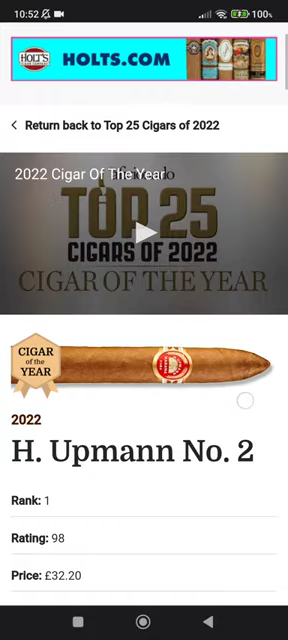 10:52 100%
HOLT'S HOLTS.COM
Return back to Top 25 Cigars of 2022
2022 Cigar Of The Year
TOP 25
CIGARS OF 2022
CIGAR OF THE YEAR
CIGAR
of the
YEAR
2022
H. Upmann No. 2
Rank: 1
Rating: 98
Price: £32.20